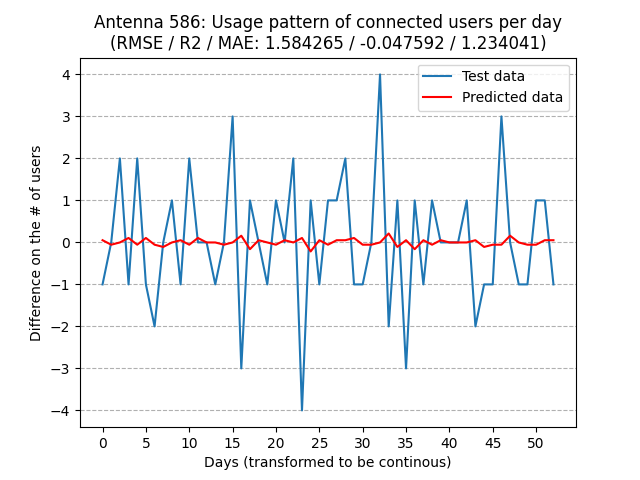 Antenna 586: Usage pattern of connected users per day
(RMSE / R2 / MAE: 1.584265 / -0.047592 / 1.234041)
Test data
Predicted data
Difference on the # of users
4
3
2
1
0
−1
−2
−3
−4
0 5 10 15 20 25 30 35 40 45 50
Days (transformed to be continous)